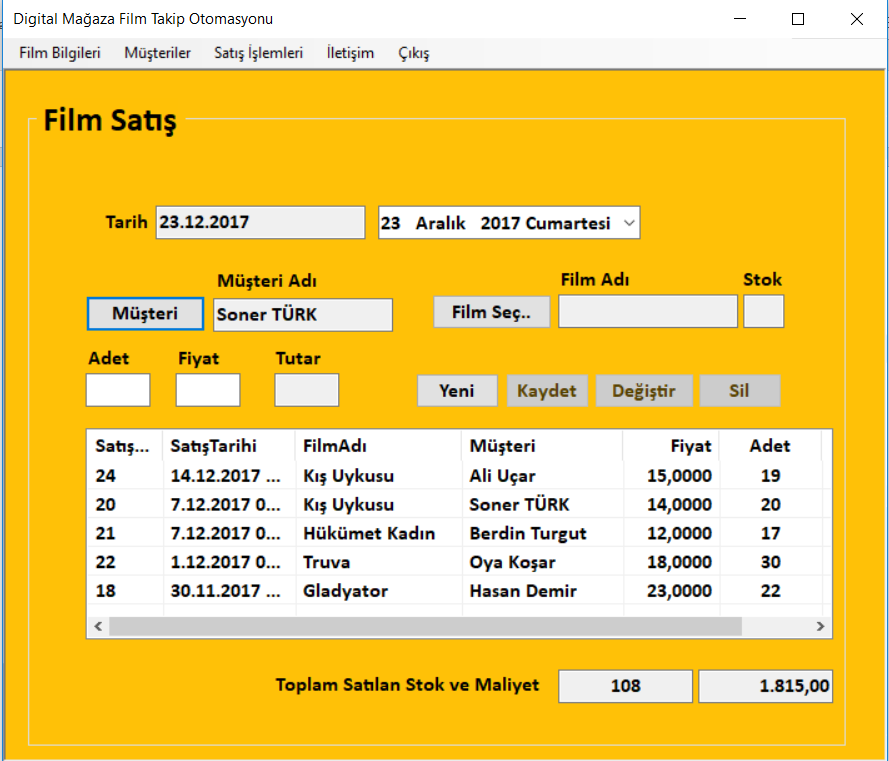 Digital Mağaza Film Takip Otomasyonu
Film Bilgileri Müşteriler Satış İşlemleri İletişim Çıkış
Film Satış
Tarih 23.12.2017 23 Aralık 2017 Cumartesi
Müşteri Adı Film Adı Stok
Müşteri Soner TÜRK Film Seç..
Adet Fiyat Tutar
Yeni Kaydet Değiştir Sil
Satış... SatışTarihi FilmAdı Müşteri Fiyat Adet
24 14.12.2017 ... Kış Uykusu Ali Uçar 15,0000 19
20 7.12.2017 0... Kış Uykusu Soner TÜRK 14,0000 20
21 7.12.2017 0... Hükümet Kadın Berdin Turgut 12,0000 17
22 1.12.2017 0... Truva Oya Koşar 18,0000 30
18 30.11.2017 ... Gladyator Hasan Demir 23,0000 22
Toplam Satılan Stok ve Maliyet 108 1.815,00